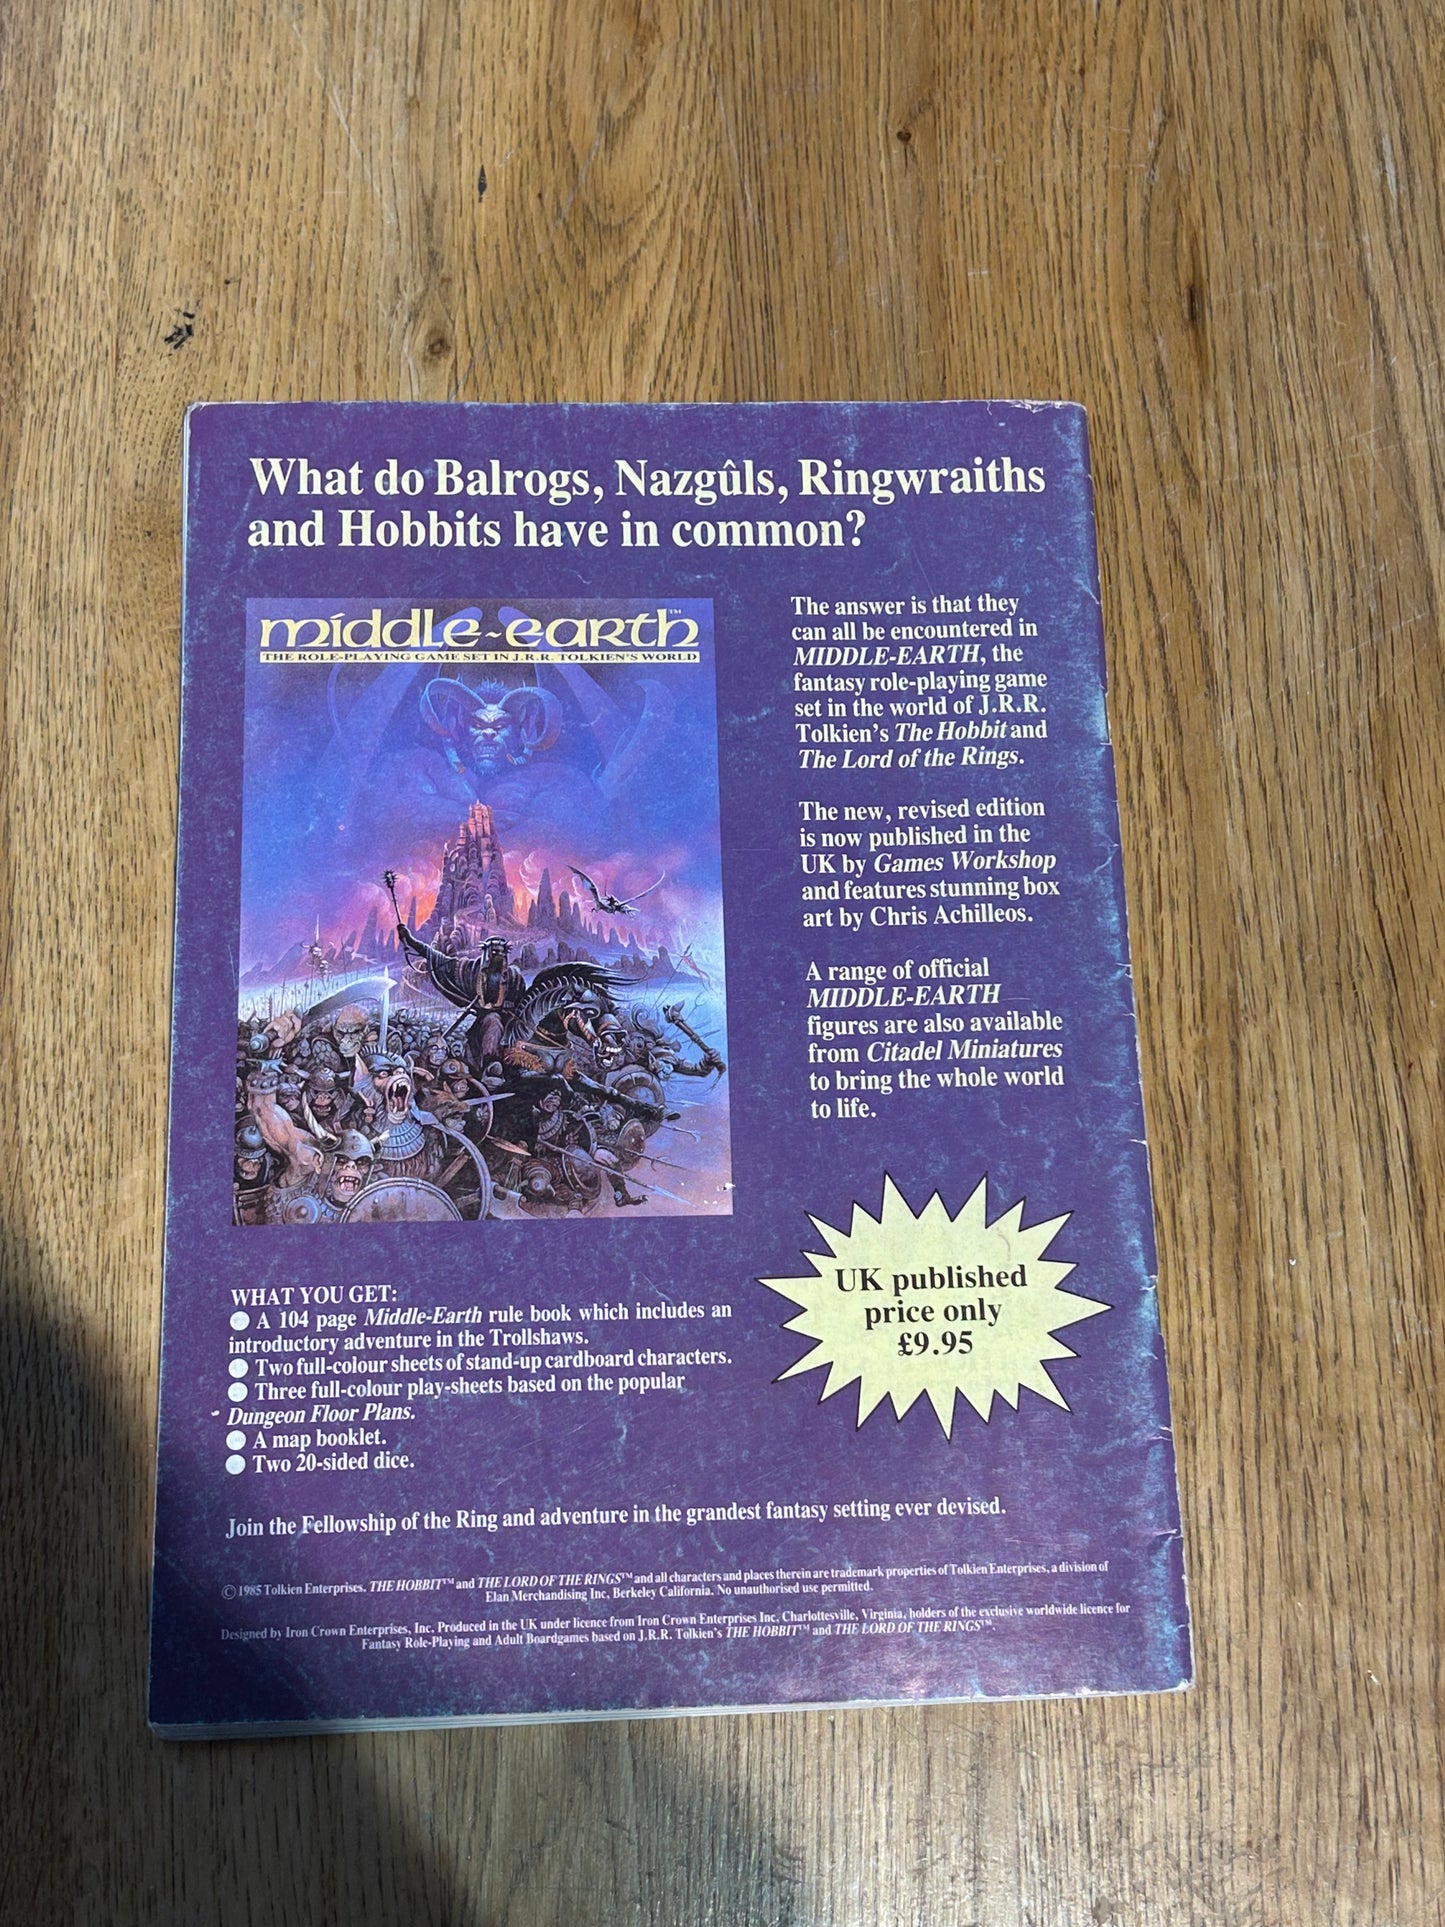 What do Balrogs, Nazgûls, Ringwraiths
and Hobbits have in common?
middle-earth™
THE ROLE-PLAYING GAME SET IN J.R.R. TOLKIEN'S WORLD
The answer is that they
can all be encountered in
MIDDLE-EARTH, the
fantasy role-playing game
set in the world of J.R.R.
Tolkien's The Hobbit and
The Lord of the Rings.
The new, revised edition
is now published in the
UK by Games Workshop
and features stunning box
art by Chris Achilleos.
A range of official
MIDDLE-EARTH
figures are also available
from Citadel Miniatures
to bring the whole world
to life.
UK published
price only
£9.95
WHAT YOU GET:
● A 104 page Middle-Earth rule book which includes an
introductory adventure in the Trollshaws.
● Two full-colour sheets of stand-up cardboard characters.
● Three full-colour play-sheets based on the popular
Dungeon Floor Plans.
● A map booklet.
● Two 20-sided dice.
Join the Fellowship of the Ring and adventure in the grandest fantasy setting ever devised.
© 1985 Tolkien Enterprises. THE HOBBIT™ and THE LORD OF THE RINGS™ and all characters and places therein are trademark properties of Tolkien Enterprises, a division of
Elan Merchandising Inc, Berkeley California. No unauthorised use permitted.
Designed by Iron Crown Enterprises, Inc. Produced in the UK under licence from Iron Crown Enterprises Inc, Charlottesville, Virginia, holders of the exclusive worldwide licence for
Fantasy Role-Playing and Adult Boardgames based on J.R.R. Tolkien's THE HOBBIT™ and THE LORD OF THE RINGS™.